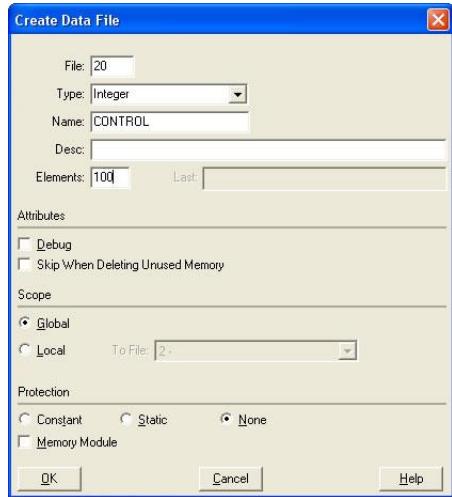 Create Data File
File: 20
Type: Integer
Name: CONTROL
Desc:
Elements: 100 Last:
Attributes
Debug
Skip When Deleting Unused Memory
Scope
Global
Local To File: 2 -
Protection
Constant Static None
Memory Module
OK Cancel Help